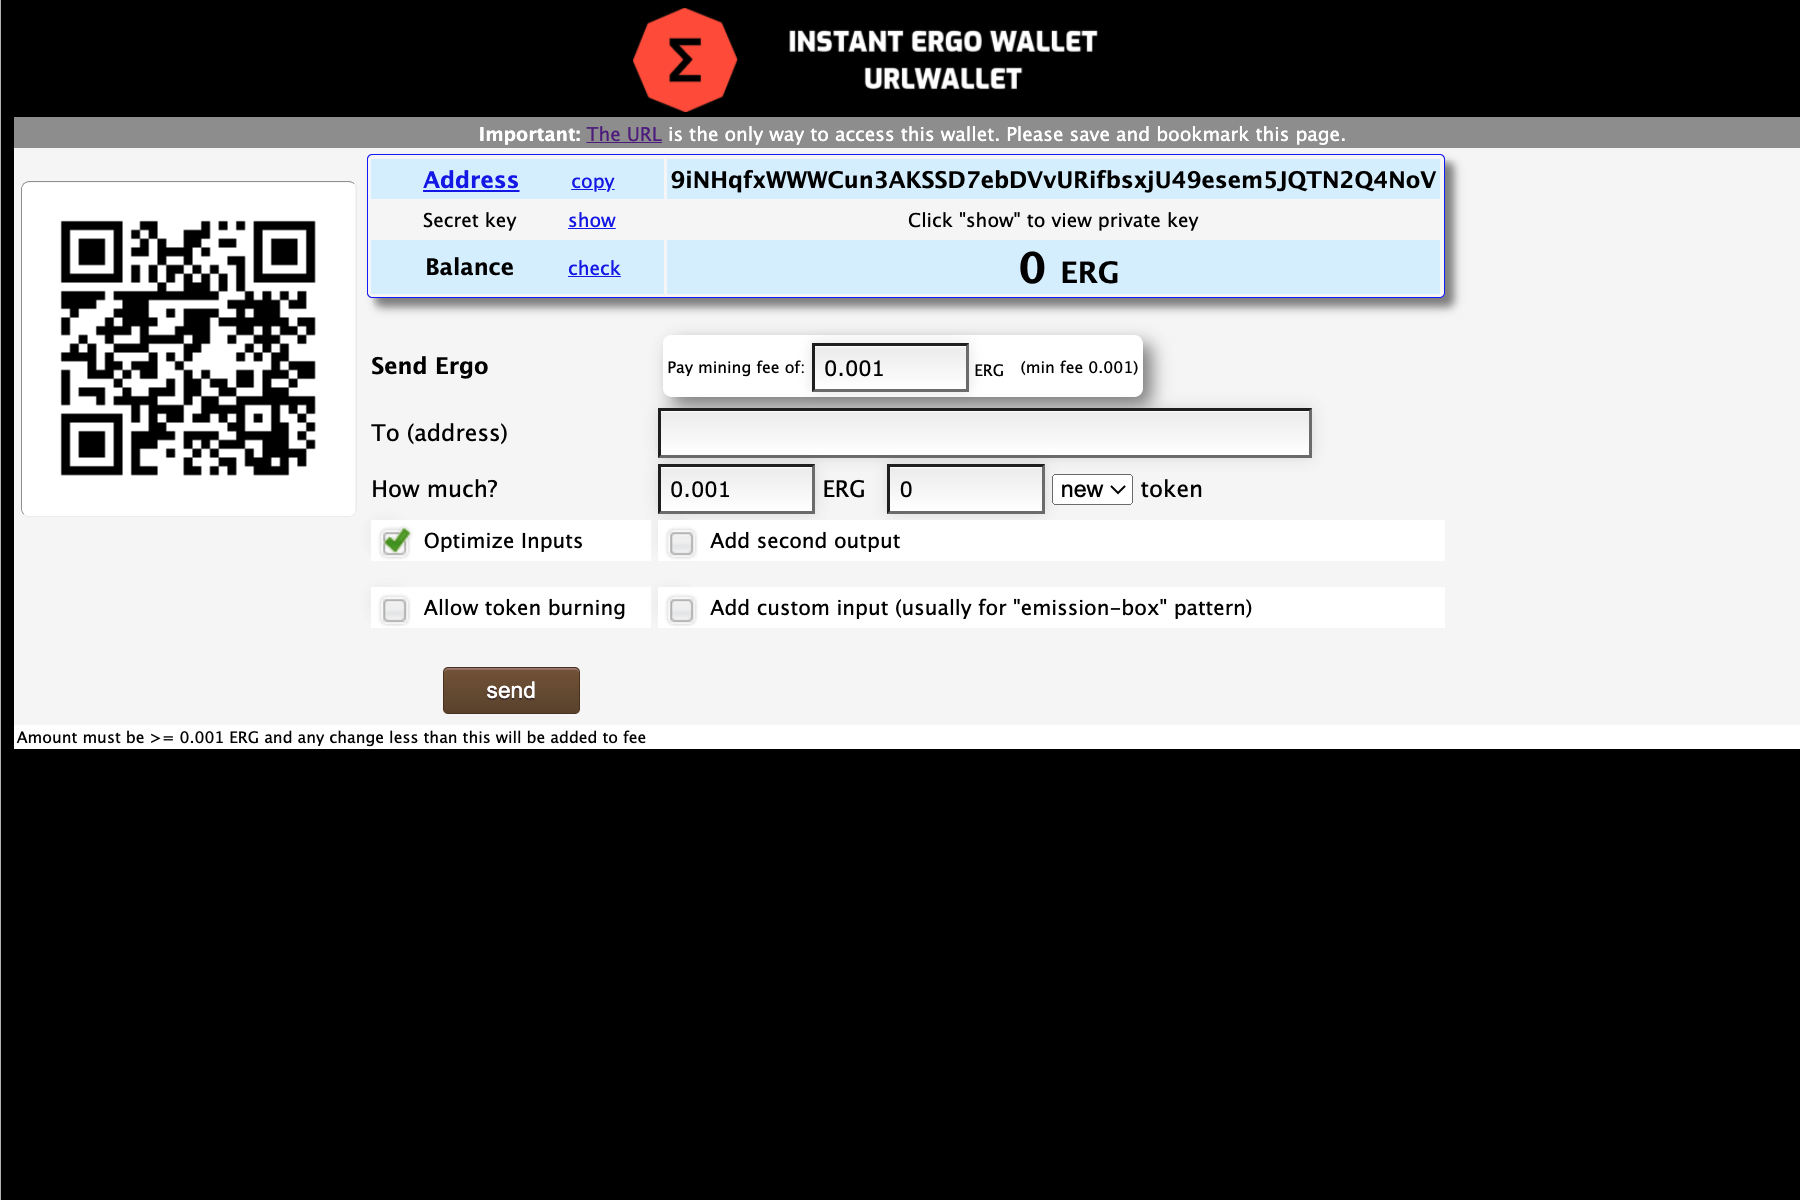 Σ
INSTANT ERGO WALLET
URLWALLET
Important: The URL is the only way to access this wallet. Please save and bookmark this page.
Address copy 9iNHqfxWWWCun3AKSSD7ebDVvURifbsxjU49esem5JQTN2Q4NoV
Secret key show Click "show" to view private key
Balance check 0 ERG
Send Ergo Pay mining fee of: 0.001 ERG (min fee 0.001)
To (address)
How much? 0.001 ERG 0 new token
Optimize Inputs Add second output
Allow token burning Add custom input (usually for "emission-box" pattern)
send
Amount must be >= 0.001 ERG and any change less than this will be added to fee